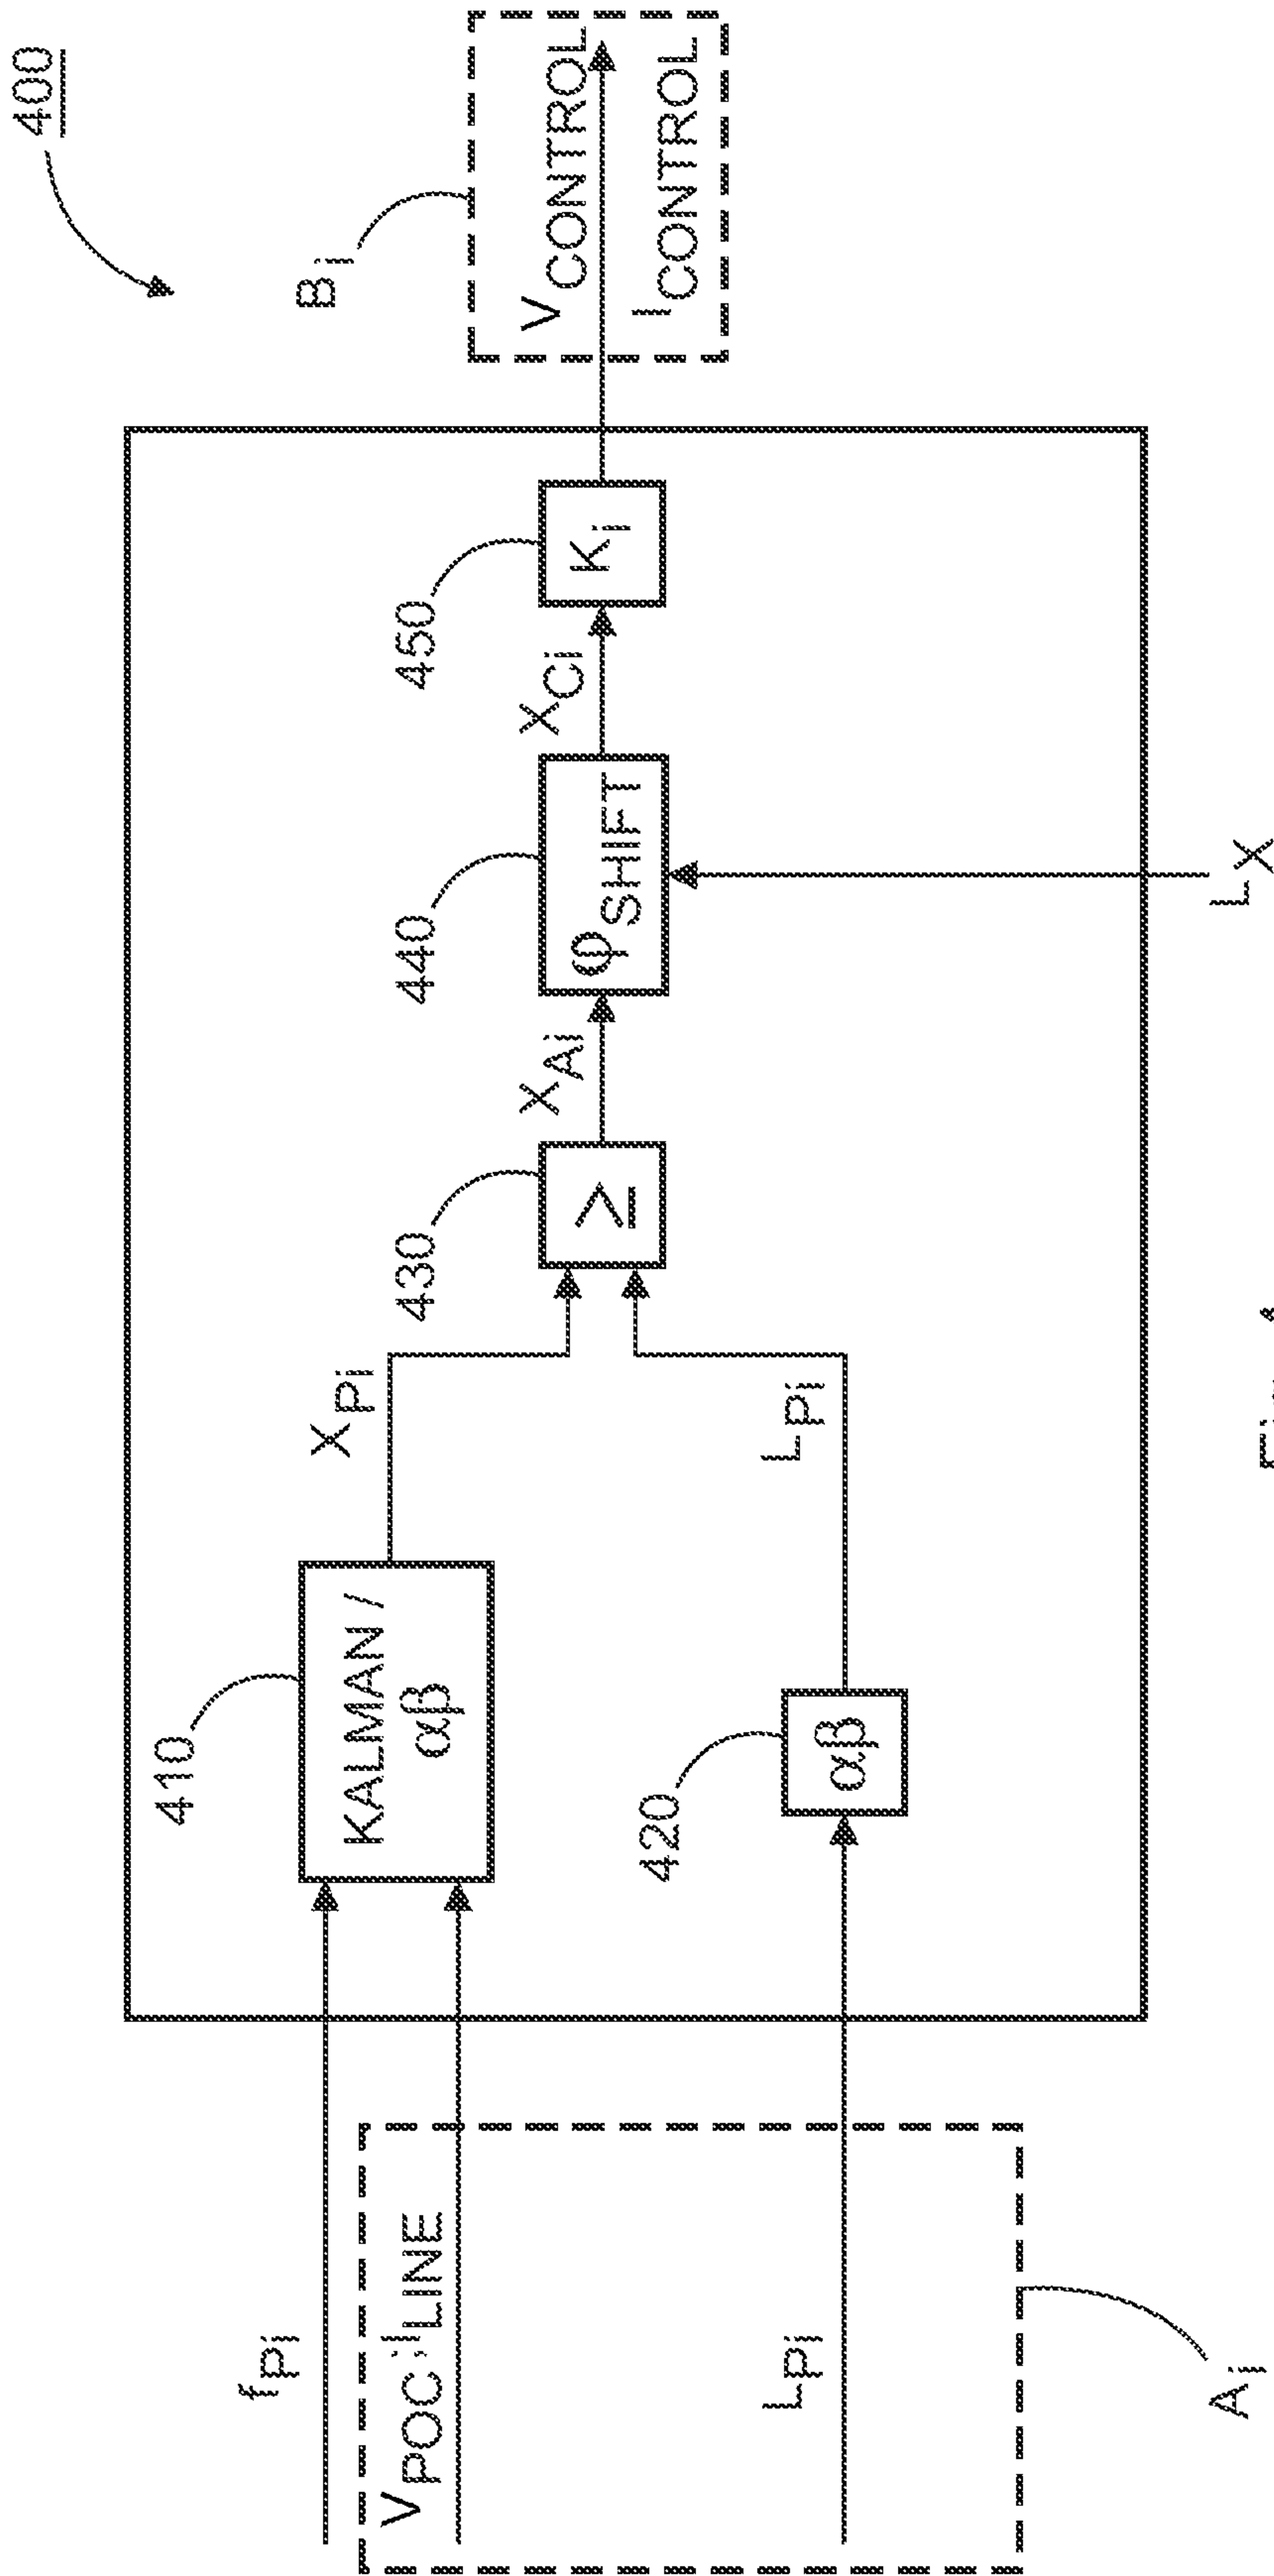 400
f_Pi
V_POC, I_LINE
L_Pi
A_i
410
KALMAN /
αβ
420
αβ
X_Pi
L_Pi
430
≥
X_Ai
440
φ_SHIFT
L_X
X_Ci
450
K_i
B_i
V_CONTROL
I_CONTROL